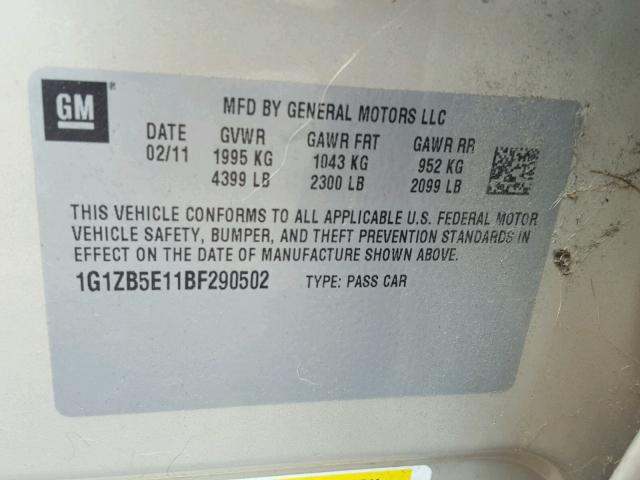 GM
MFD BY GENERAL MOTORS LLC
DATE GVWR GAWR FRT GAWR RR
02/11 1995 KG 1043 KG 952 KG
4399 LB 2300 LB 2099 LB
THIS VEHICLE CONFORMS TO ALL APPLICABLE U.S. FEDERAL MOTOR
VEHICLE SAFETY, BUMPER, AND THEFT PREVENTION STANDARDS IN
EFFECT ON THE DATE OF MANUFACTURE SHOWN ABOVE.
1G1ZB5E11BF290502 TYPE: PASS CAR